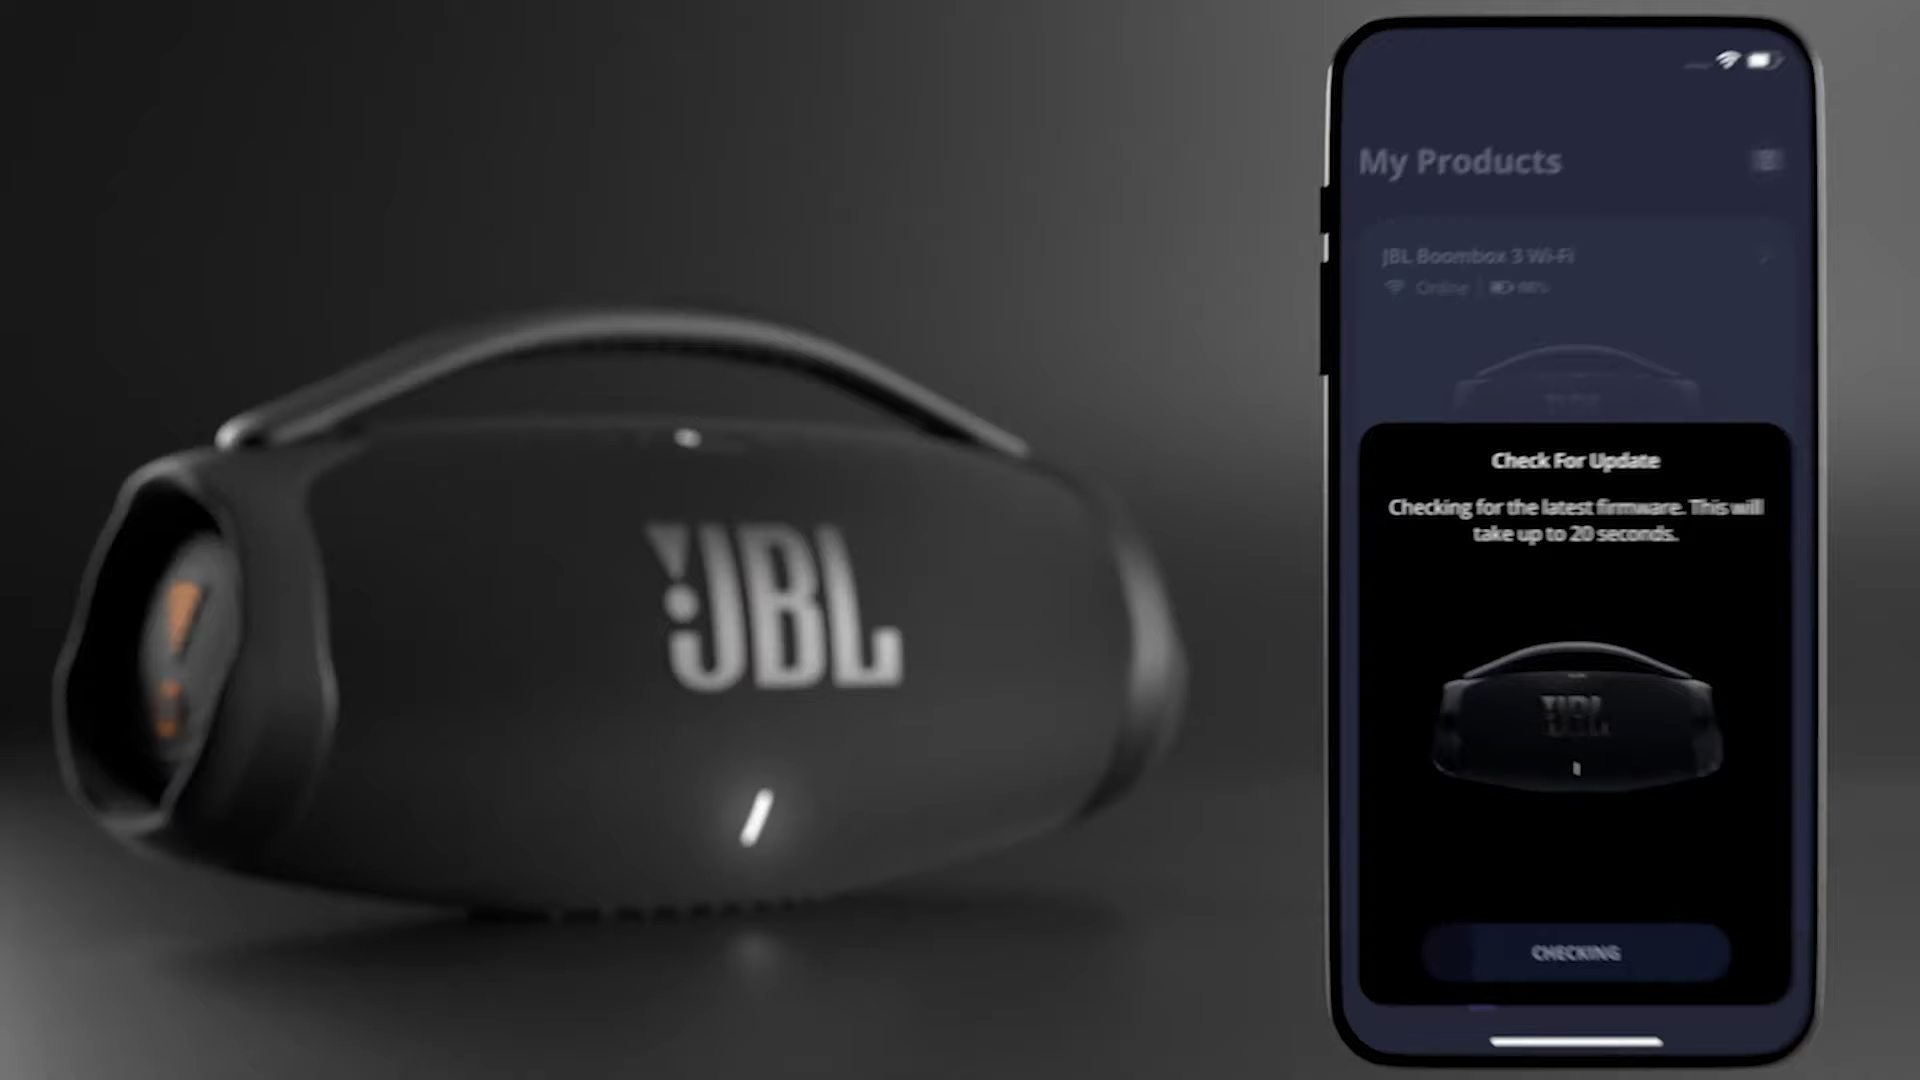 !JBL
My Products
JBL Boombox 3 Wi-Fi
Online
Check For Update
Checking for the latest firmware. This will
take up to 20 seconds.
JBL
CHECKING